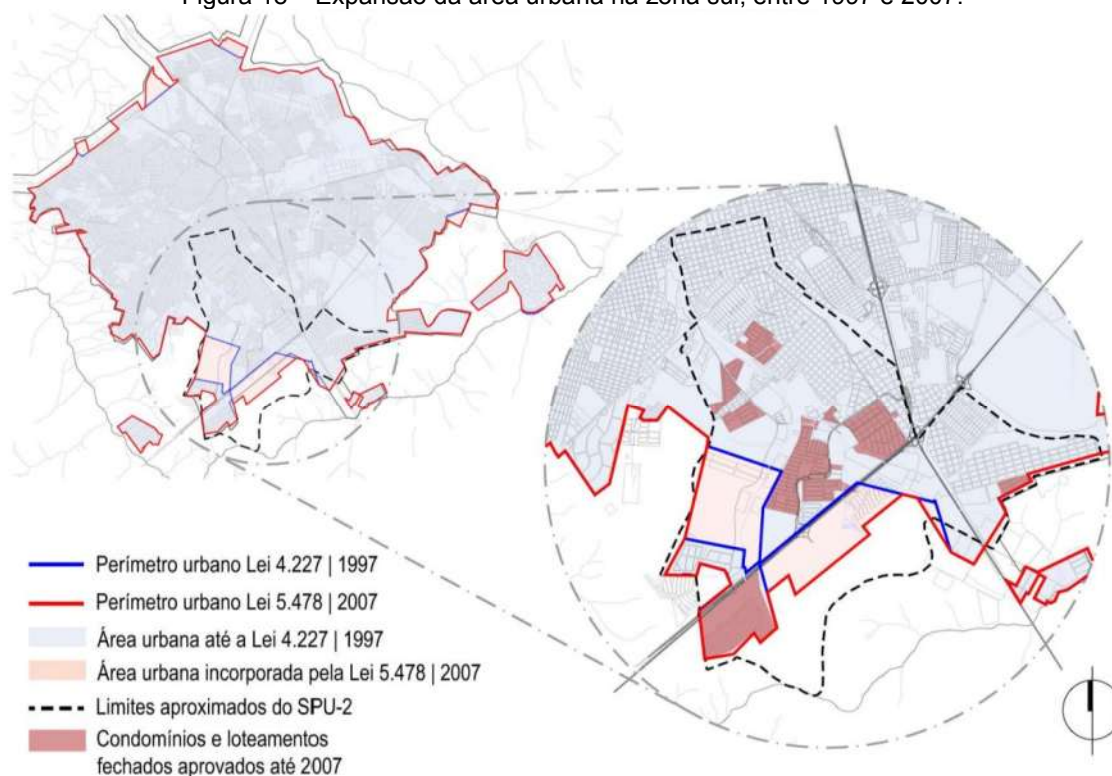 Figura 18 – Expansão da área urbana na zona sul, entre 1997 e 2007.
Perímetro urbano Lei 4.227 | 1997
Perímetro urbano Lei 5.478 | 2007
Área urbana até a Lei 4.227 | 1997
Área urbana incorporada pela Lei 5.478 | 2007
Limites aproximados do SPU-2
Condomínios e loteamentos
fechados aprovados até 2007